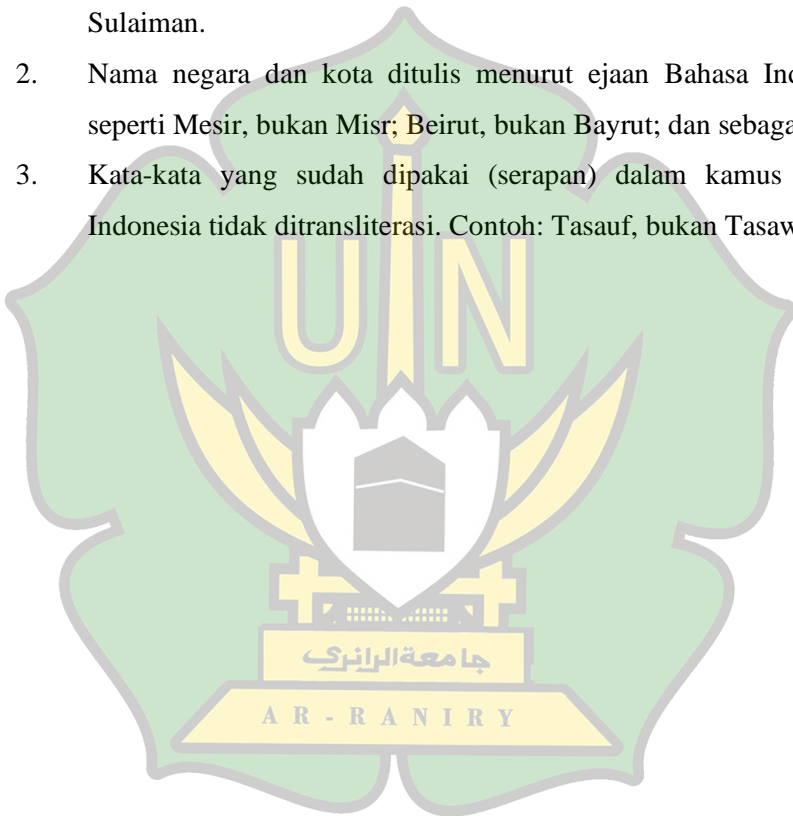 Sulaiman.
2. Nama negara dan kota ditulis menurut ejaan Bahasa Ind
seperti Mesir, bukan Misr; Beirut, bukan Bayrut; dan sebaga
3. Kata-kata yang sudah dipakai (serapan) dalam kamus
Indonesia tidak ditransliterasi. Contoh: Tasauf, bukan Tasaw
UIN
جامعة الرانري
AR-RANIRY